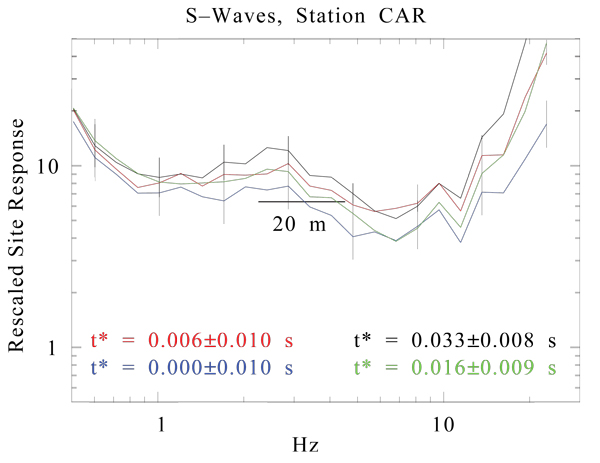 S–Waves, Station CAR
Rescaled Site Response
10
1
20 m
t* = 0.006±0.010 s
t* = 0.033±0.008 s
t* = 0.000±0.010 s
t* = 0.016±0.009 s
1
10
Hz